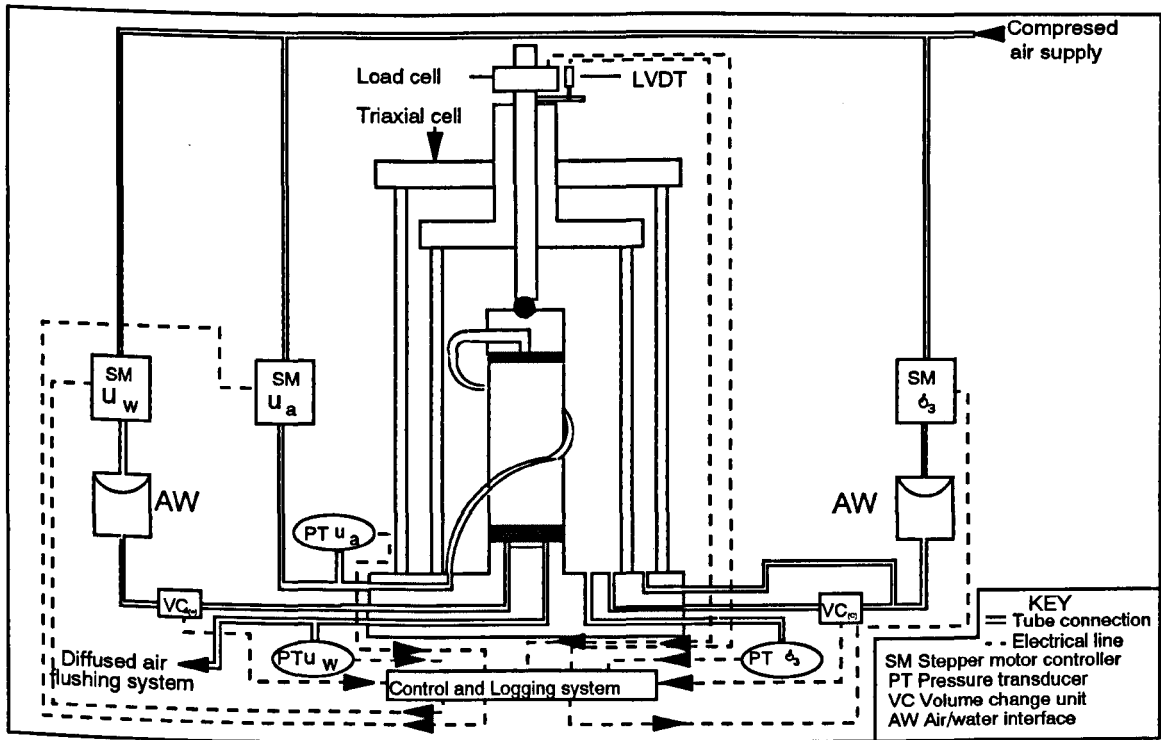 Compresed
air supply
Load cell
LVDT
Triaxial cell
SM
u w
SM
u a
SM
σ3
AW
AW
PT u a
VC
VC
PT u w
PT σ3
Diffused air
flushing system
Control and Logging system
KEY
Tube connection
Electrical line
SM Stepper motor controller
PT Pressure transducer
VC Volume change unit
AW Air/water interface